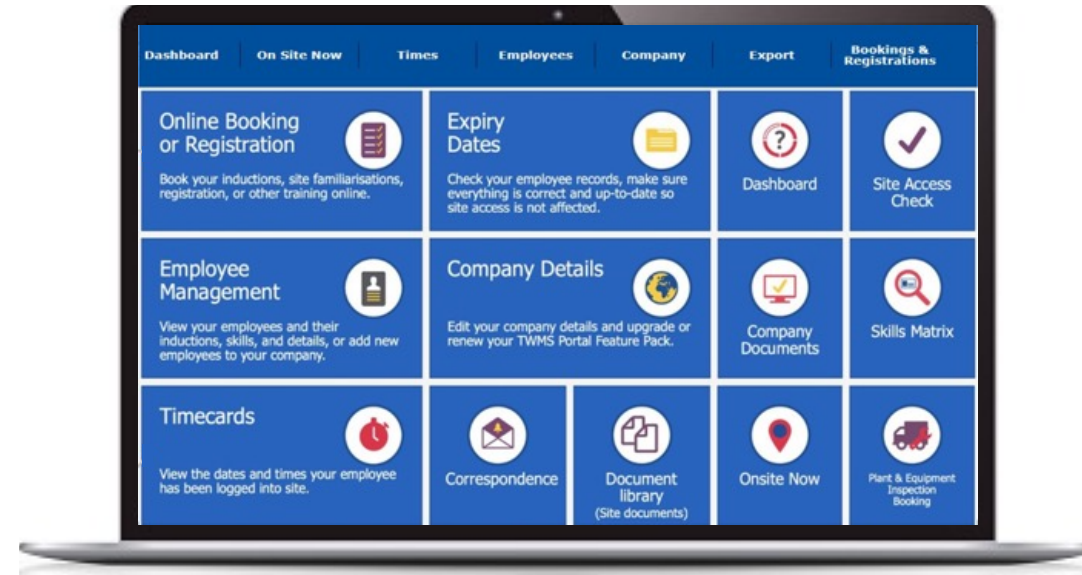 Dashboard
On Site Now
Times
Employees
Company
Export
Bookings &
Registrations
Online Booking
or Registration
Book your inductions, site familiarisations,
registration, or other training online.
Expiry
Dates
Check your employee records, make sure
everything is correct and up-to-date so
site access is not affected.
Dashboard
Site Access
Check
Employee
Management
View your employees and their
inductions, skills, and details, or add new
employees to your company.
Company Details
Edit your company details and upgrade or
renew your TWMS Portal Feature Pack.
Company
Documents
Skills Matrix
Timecards
View the dates and times your employee
has been logged into site.
Correspondence
Document
library
(Site documents)
Onsite Now
Plant & Equipment
Inspection
Booking